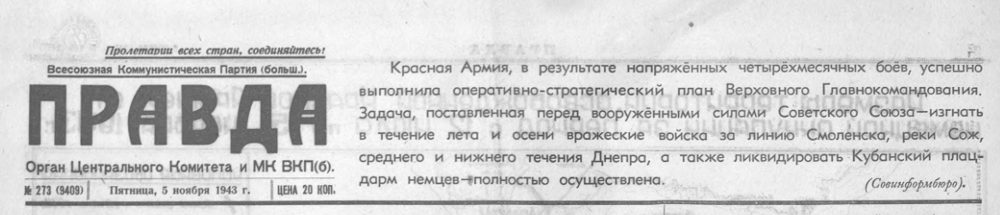 Пролетарии всех стран, соединяйтесь!
Всесоюзная Коммунистическая Партия (больш.).
ПРАВДА
Орган Центрального Комитета и МК ВКП(б).
№ 273 (9409) Пятница, 5 ноября 1943 г. ЦЕНА 20 КОП.
Красная Армия, в результате напряжённых четырёхмесячных боёв, успешно
выполнила оперативно-стратегический план Верховного Главнокомандования.
Задача, поставленная перед вооружёнными силами Советского Союза—изгнать
в течение лета и осени вражеские войска за линию Смоленска, реки Сож,
среднего и нижнего течения Днепра, а также ликвидировать Кубанский плац-
дарм немцев—полностью осуществлена.
(Совинформбюро).